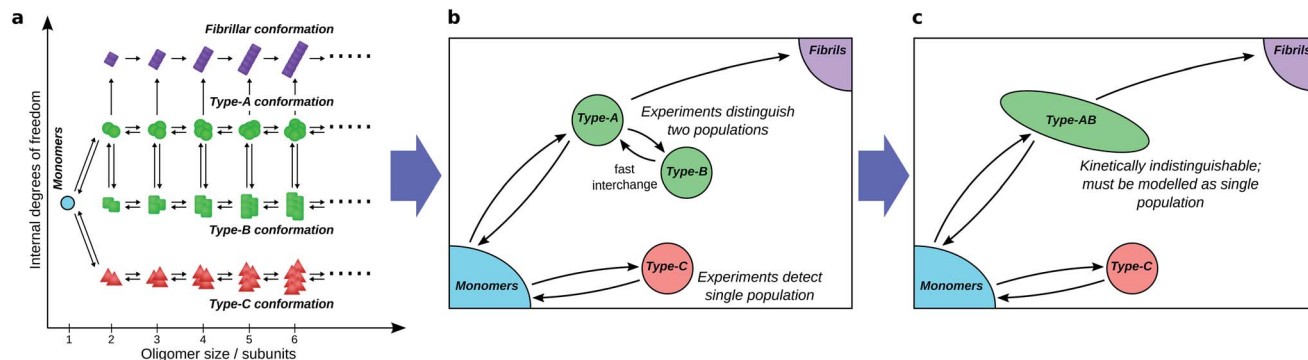 a
Fibrillar conformation
Type-A conformation
Monomers
Type-B conformation
Type-C conformation
Internal degrees of freedom
1 2 3 4 5 6
Oligomer size / subunits
b
Fibrils
Type-A
Experiments distinguish
two populations
fast
interchange
Type-B
Type-C
Monomers
Experiments detect
single population
c
Fibrils
Type-AB
Kinetically indistinguishable;
must be modelled as single
population
Type-C
Monomers